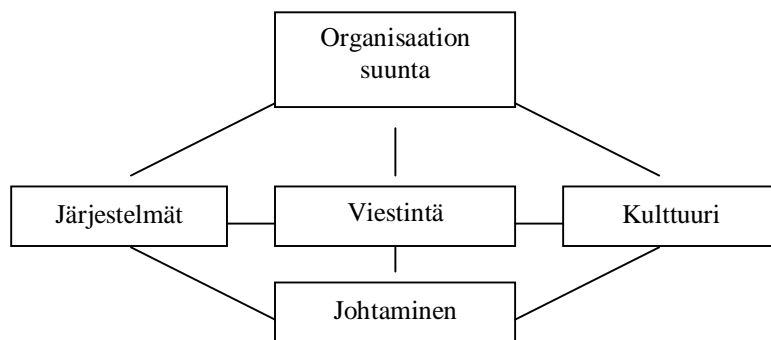 Organisaation
suunta
Järjestelmät
Viestintä
Kulttuuri
Johtaminen